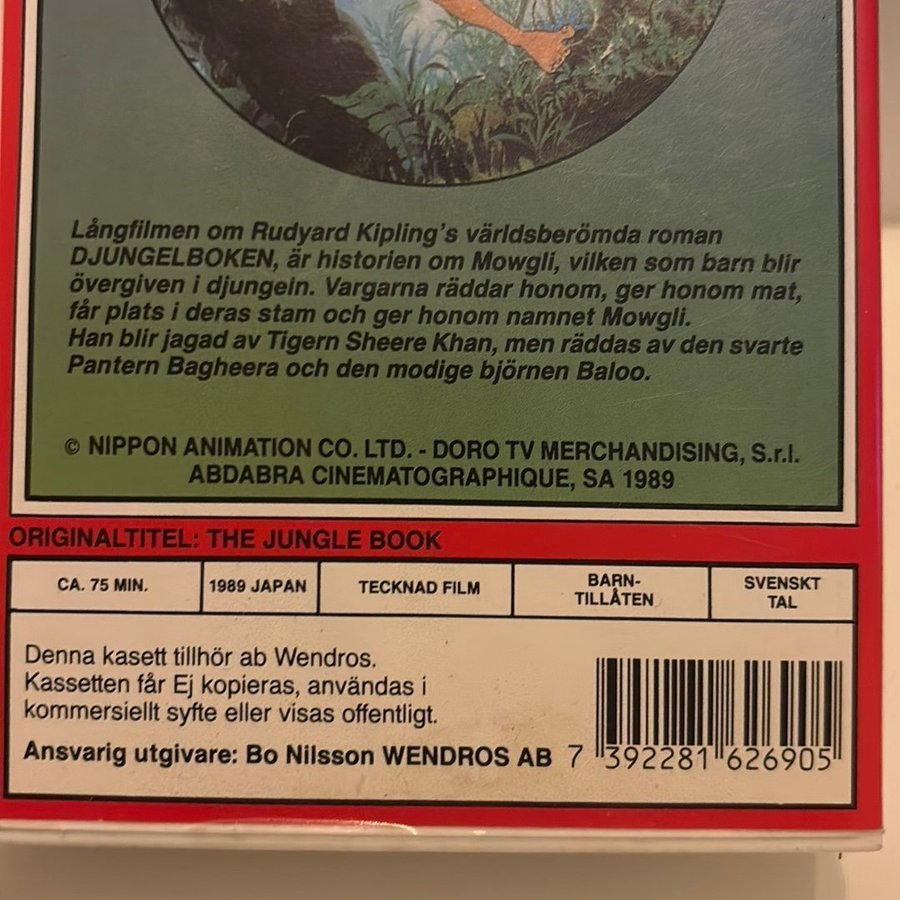 Långfilmen om Rudyard Kipling's världsberömda roman
DJUNGELBOKEN, är historien om Mowgli, vilken som barn blir
övergiven i djungeln. Vargarna räddar honom, ger honom mat,
får plats i deras stam och ger honom namnet Mowgli.
Han blir jagad av Tigern Sheere Khan, men räddas av den svarte
Pantern Bagheera och den modige björnen Baloo.
© NIPPON ANIMATION CO. LTD. - DORO TV MERCHANDISING, S.r.l.
ABDABRA CINEMATOGRAPHIQUE, SA 1989
ORIGINALTITEL: THE JUNGLE BOOK
CA. 75 MIN.
1989 JAPAN
TECKNAD FILM
BARN-
TILLÅTEN
SVENSKT
TAL
Denna kasett tillhör ab Wendros.
Kassetten får Ej kopieras, användas i
kommersiellt syfte eller visas offentligt.
Ansvarig utgivare: Bo Nilsson WENDROS AB
7 392281 626905